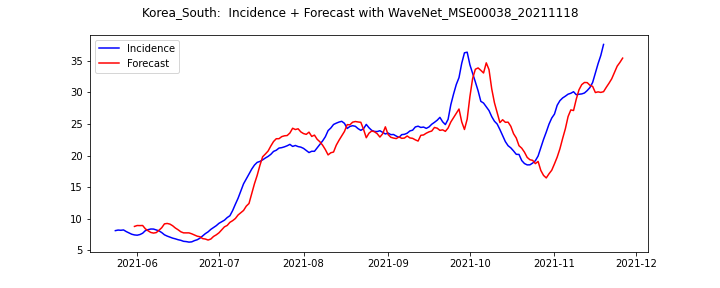 Korea_South:  Incidence + Forecast with WaveNet_MSE00038_20211118
Incidence
Forecast
35
30
25
20
15
10
5
2021-06 2021-07 2021-08 2021-09 2021-10 2021-11 2021-12